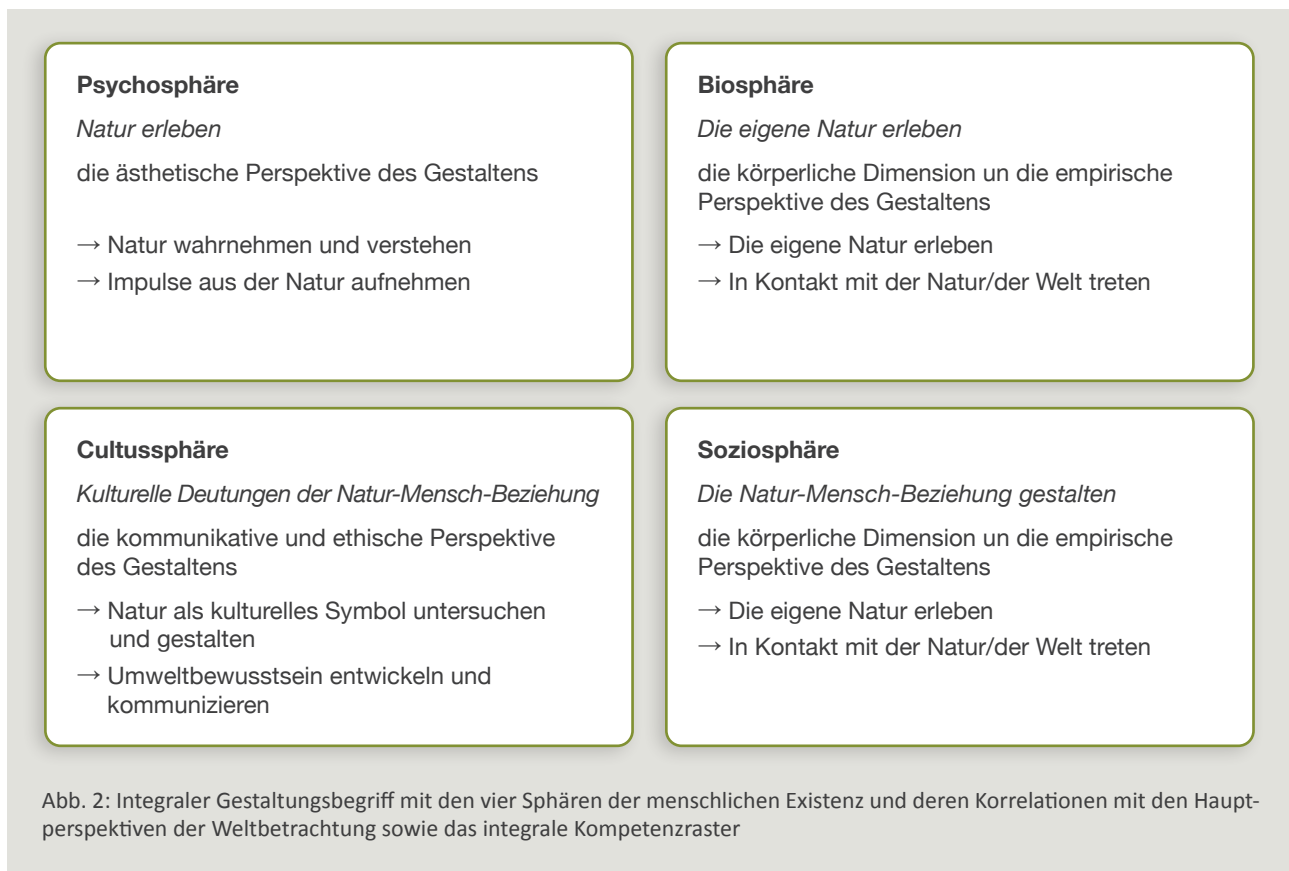 Psychosphäre
Natur erleben
die ästhetische Perspektive des Gestaltens
→ Natur wahrnehmen und verstehen
→ Impulse aus der Natur aufnehmen
Biosphäre
Die eigene Natur erleben
die körperliche Dimension un die empirische
Perspektive des Gestaltens
→ Die eigene Natur erleben
→ In Kontakt mit der Natur/der Welt treten
Cultussphäre
Kulturelle Deutungen der Natur-Mensch-Beziehung
die kommunikative und ethische Perspektive
des Gestaltens
→ Natur als kulturelles Symbol untersuchen
und gestalten
→ Umweltbewusstsein entwickeln und
kommunizieren
Soziosphäre
Die Natur-Mensch-Beziehung gestalten
die körperliche Dimension un die empirische
Perspektive des Gestaltens
→ Die eigene Natur erleben
→ In Kontakt mit der Natur/der Welt treten
Abb. 2: Integraler Gestaltungsbegriff mit den vier Sphären der menschlichen Existenz und deren Korrelationen mit den Haupt-
perspektiven der Weltbetrachtung sowie das integrale Kompetenzraster